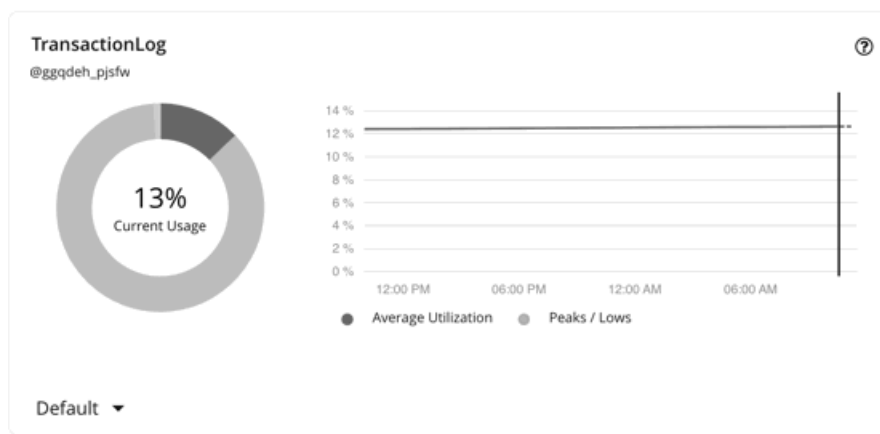 TransactionLog
@ggqdeh_pjsfw
13%
Current Usage
14 %
12 %
10 %
8 %
6 %
4 %
2 %
0 %
12:00 PM 06:00 PM 12:00 AM 06:00 AM
Average Utilization Peaks / Lows
Default